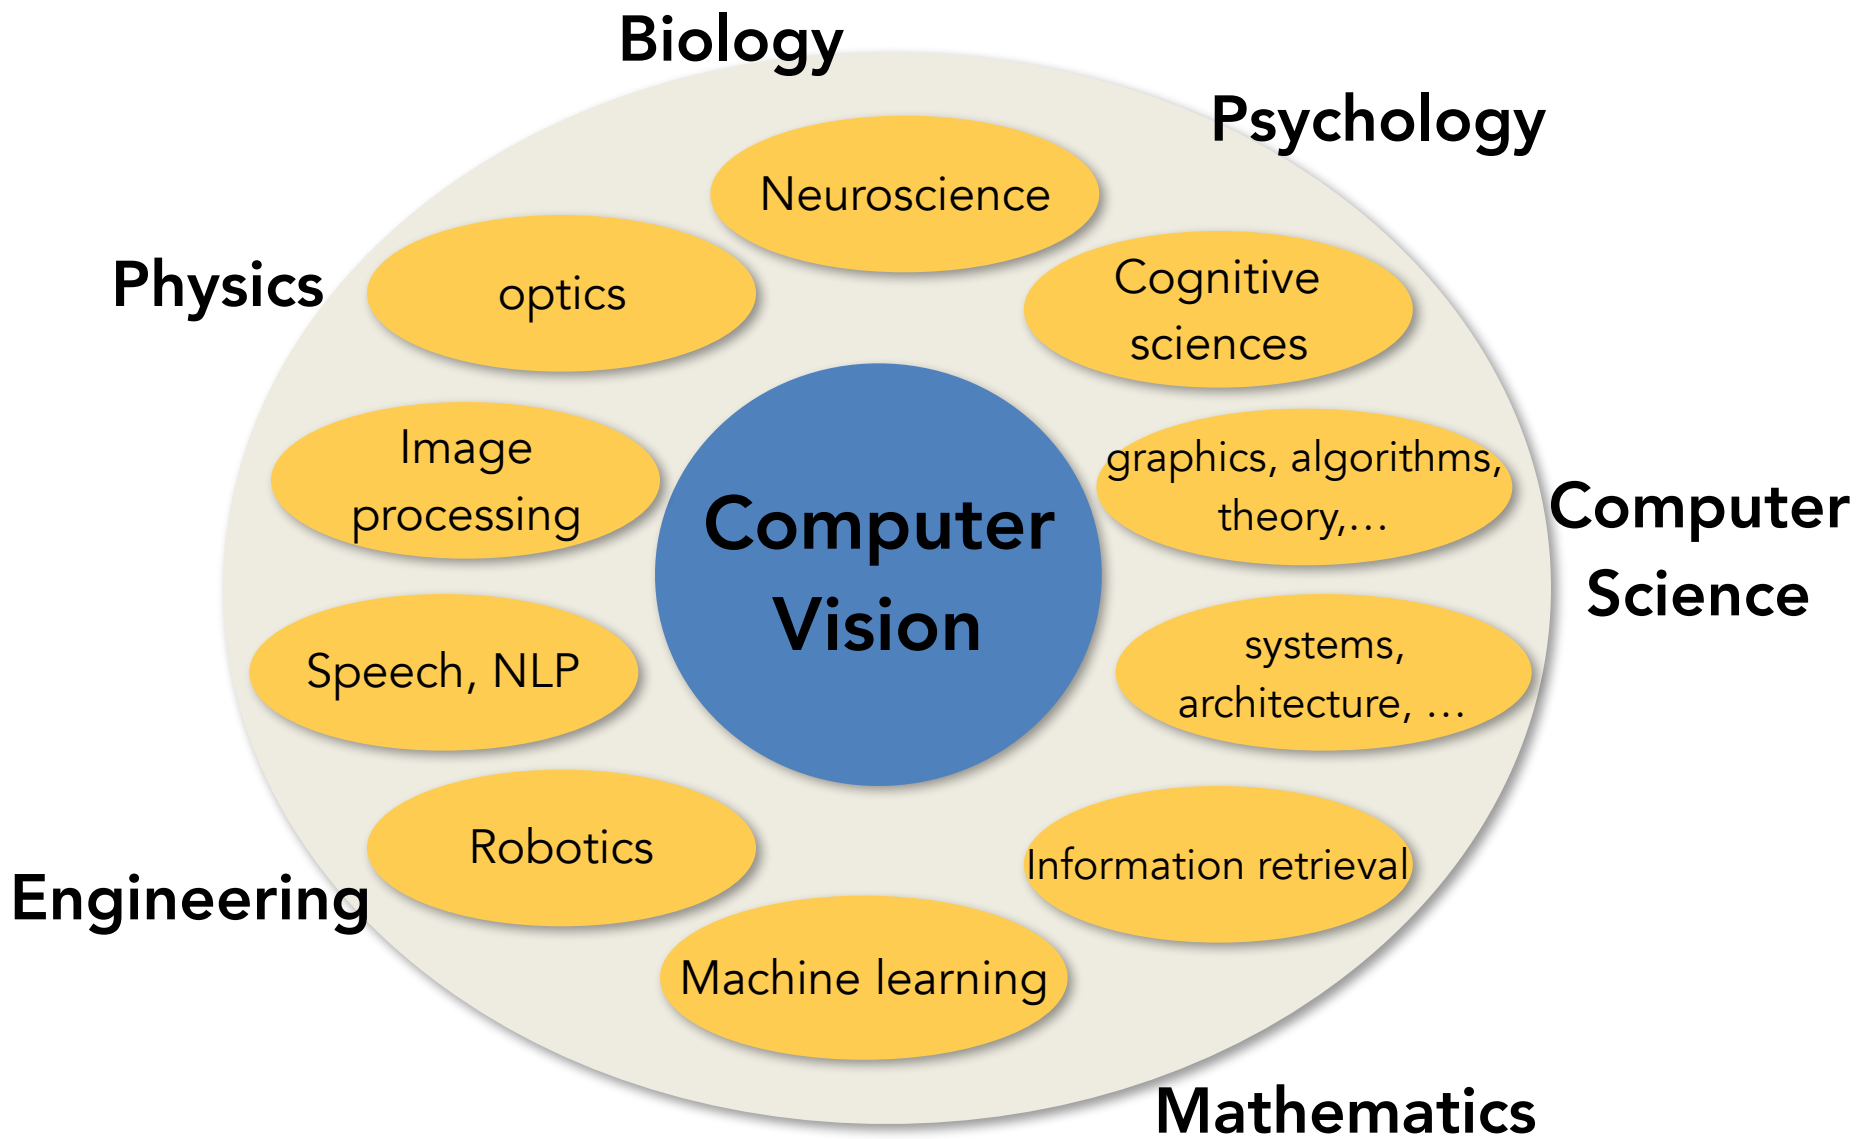 Biology
Psychology
Neuroscience
Physics
optics
Cognitive
sciences
Image
processing
graphics, algorithms,
theory,…
Computer
Science
Computer
Vision
Speech, NLP
systems,
architecture, …
Robotics
Information retrieval
Engineering
Machine learning
Mathematics